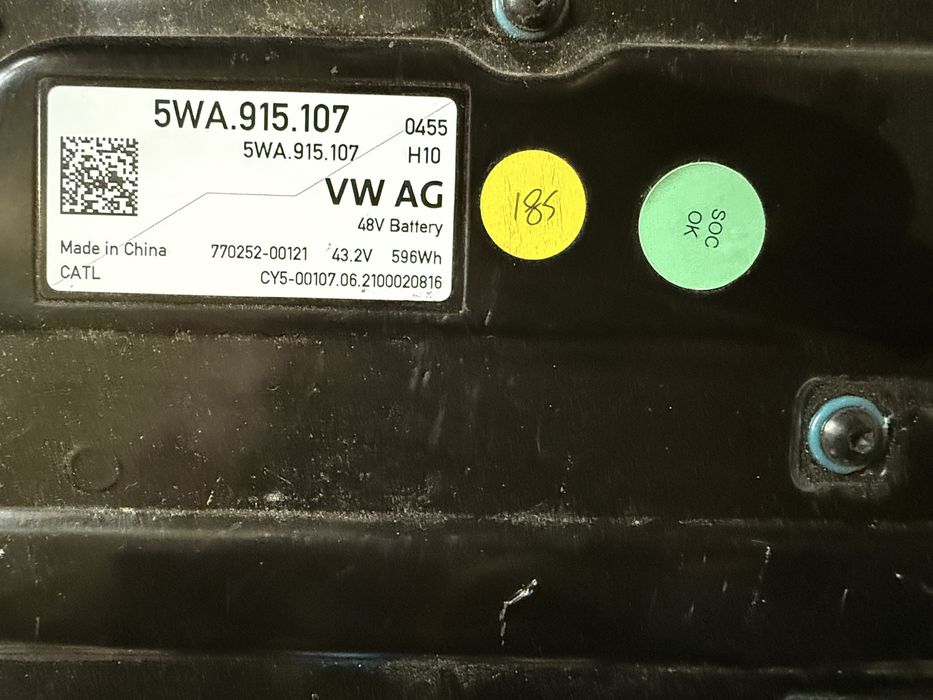 5WA.915.107
0455
5WA.915.107
H10
VW AG
48V Battery
Made in China 770252-00121 43.2V 596Wh
CATL
CY5-00107.06.2100020816
185
SOC
OK